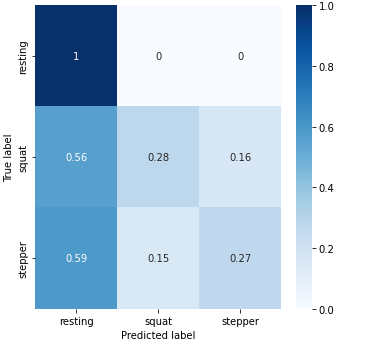 1.0
resting
1
0
0
0.8
0.6
True label
squat
0.56
0.28
0.16
0.4
stepper
0.59
0.15
0.27
0.2
0.0
resting
squat
stepper
Predicted label